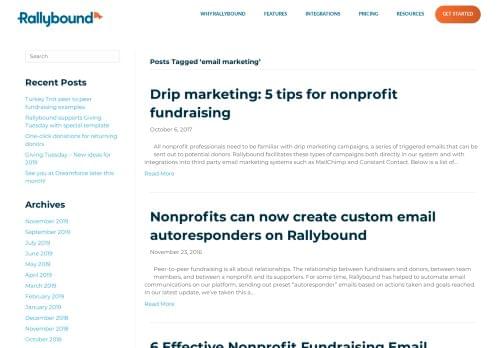 Rallybound
WHY RALLYBOUND
FEATURES
INTEGRATIONS
PRICING
RESOURCES
GET STARTED
Search
Recent Posts
Turkey Trot peer to peer
fundraising examples
Rallybound supports Giving
Tuesday with special template
One-click donations for returning
donors
Giving Tuesday – New ideas for
2019
See you at Dreamforce later this
month!
Archives
November 2019
September 2019
July 2019
June 2019
May 2019
April 2019
March 2019
February 2019
January 2019
December 2018
November 2018
October 2018
Posts Tagged ‘email marketing’
Drip marketing: 5 tips for nonprofit
fundraising
October 6, 2017
All nonprofit professionals need to be familiar with drip marketing campaigns, a series of triggered emails that can be
sent out to potential donors. Rallybound facilitates these types of campaigns both directly in our system and with
integrations into third party email marketing systems such as MailChimp and Constant Contact. Below is a list of...
Read More
Nonprofits can now create custom email
autoresponders on Rallybound
November 23, 2016
Peer-to-peer fundraising is all about relationships. The relationship between fundraisers and donors, between team
members, and between a nonprofit and its supporters. For some time, Rallybound has helped to automate email
communications on our platform, sending out preset “autoresponder” emails based on actions taken and goals reached.
In our latest update, we’ve taken this a...
Read More
6 Effective Nonprofit Fundraising Email